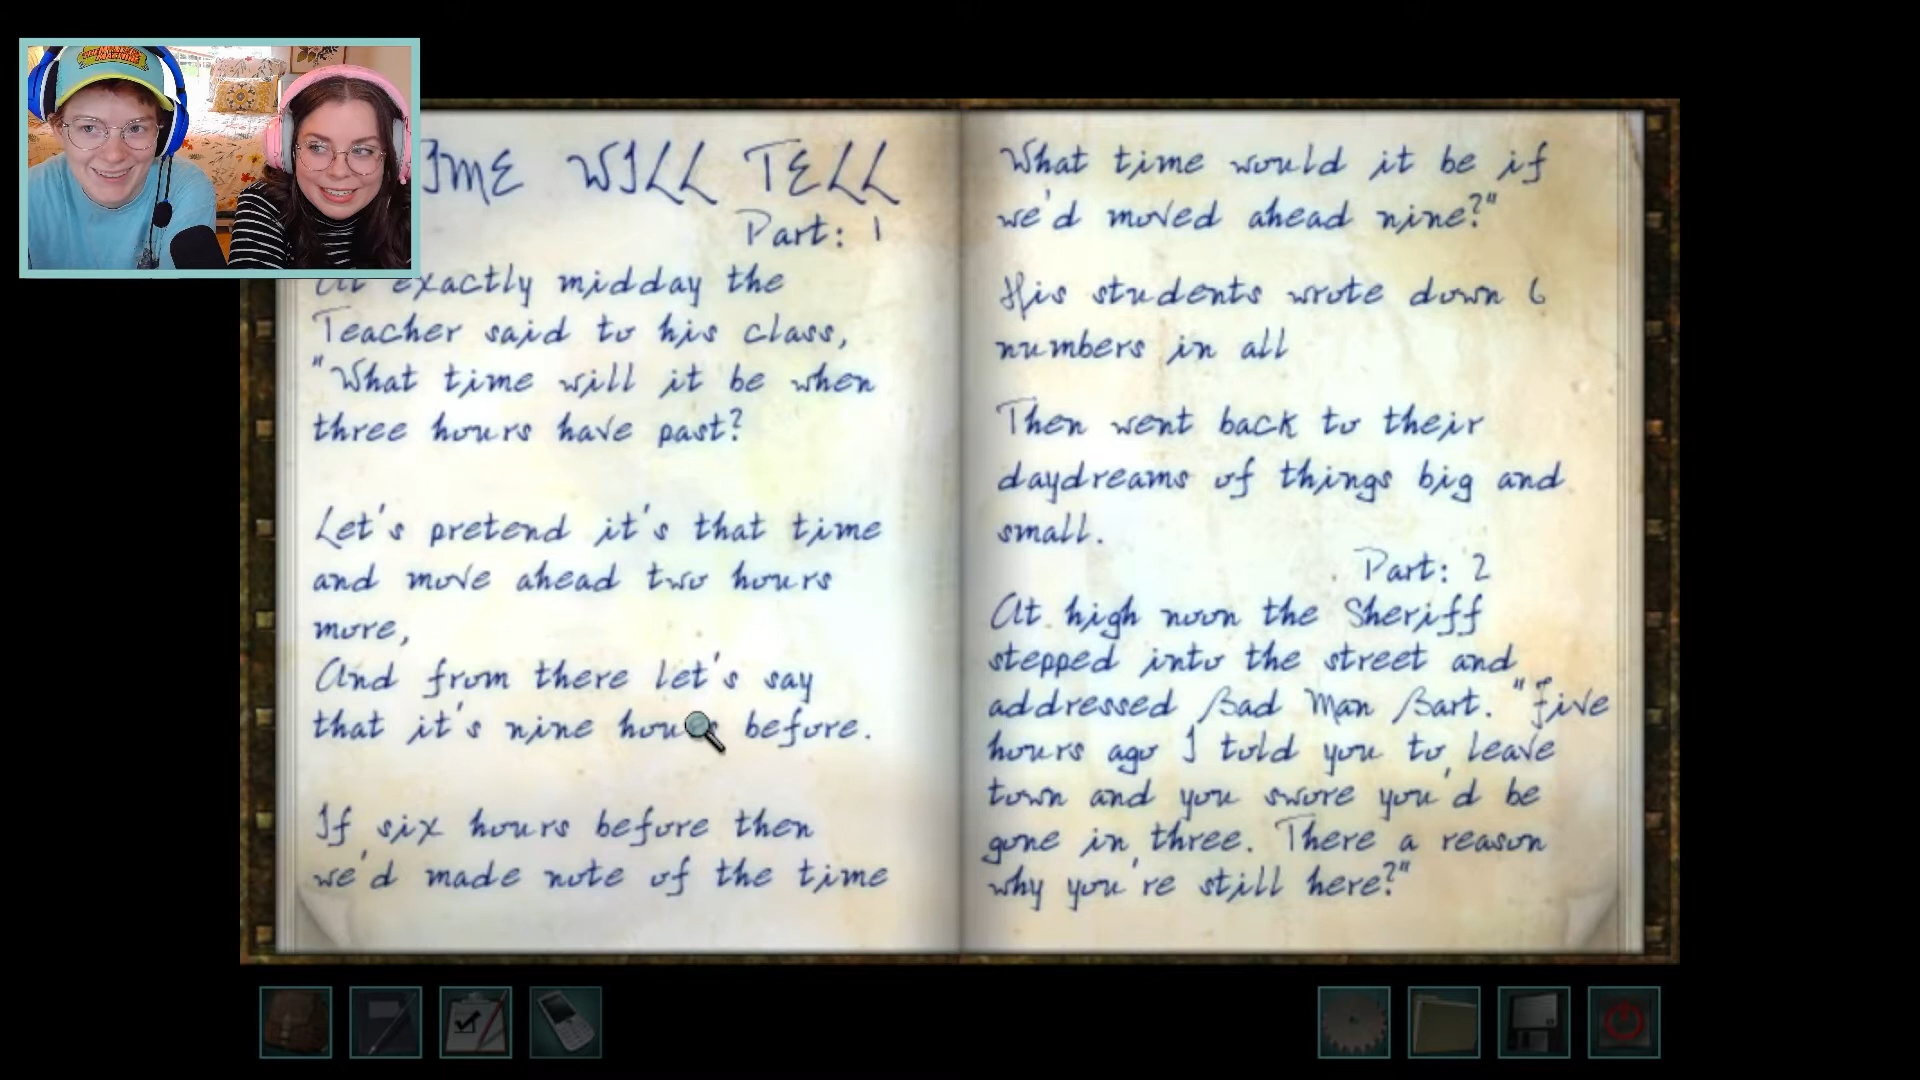 IME WILL TELL
Part: 1
At exactly midday the
Teacher said to his class,
"What time will it be when
three hours have past?
Let's pretend it's that time
and move ahead two hours
more,
And from there let's say
that it's nine hours before.
If six hours before then
we'd made note of the time
What time would it be if
we'd moved ahead nine?"
His students wrote down 6
numbers in all
Then went back to their
daydreams of things big and
small.
Part: 2
At high noon the Sheriff
stepped into the street and
addressed Bad Man Bart. "Five
hours ago I told you to leave
town and you swore you'd be
gone in three. There a reason
why you're still here?"